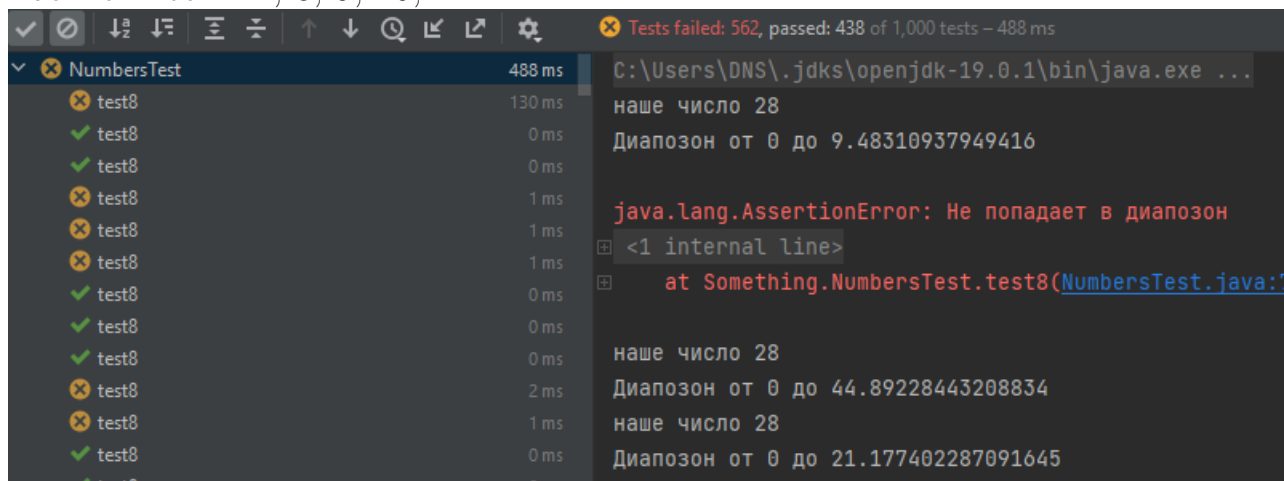 Tests failed: 562, passed: 438 of 1,000 tests – 488 ms
NumbersTest 488 ms
test8 130 ms
test8 0 ms
test8 0 ms
test8 1 ms
test8 1 ms
test8 1 ms
test8 0 ms
test8 0 ms
test8 0 ms
test8 2 ms
test8 1 ms
test8 0 ms
C:\Users\DNS\.jdks\openjdk-19.0.1\bin\java.exe ...
наше число 28
Диапозон от 0 до 9.48310937949416
java.lang.AssertionError: Не попадает в диапозон
<1 internal line>
at Something.NumbersTest.test8(NumbersTest.java:
наше число 28
Диапозон от 0 до 44.89228443208834
наше число 28
Диапозон от 0 до 21.177402287091645